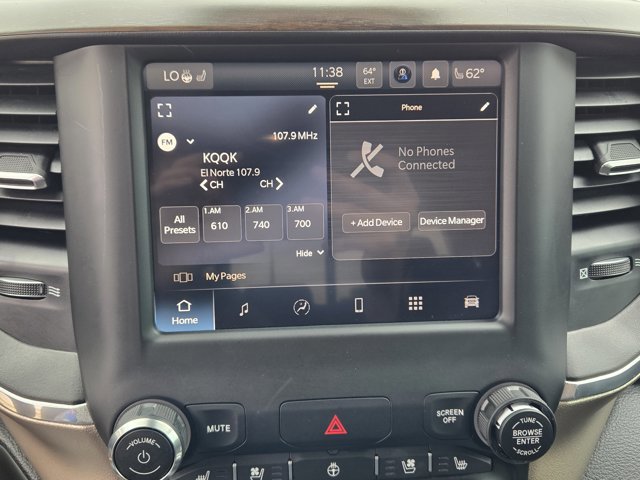 LO
11:38
64°
EXT
62°
FM
107.9 MHz
KQQK
El Norte 107.9
CH
CH
All
Presets
1.AM
610
2.AM
740
3.AM
700
Hide
My Pages
Home
Phone
No Phones
Connected
+ Add Device
Device Manager
VOLUME
MUTE
SCREEN
OFF
TUNE
BROWSE
ENTER
SCROLL